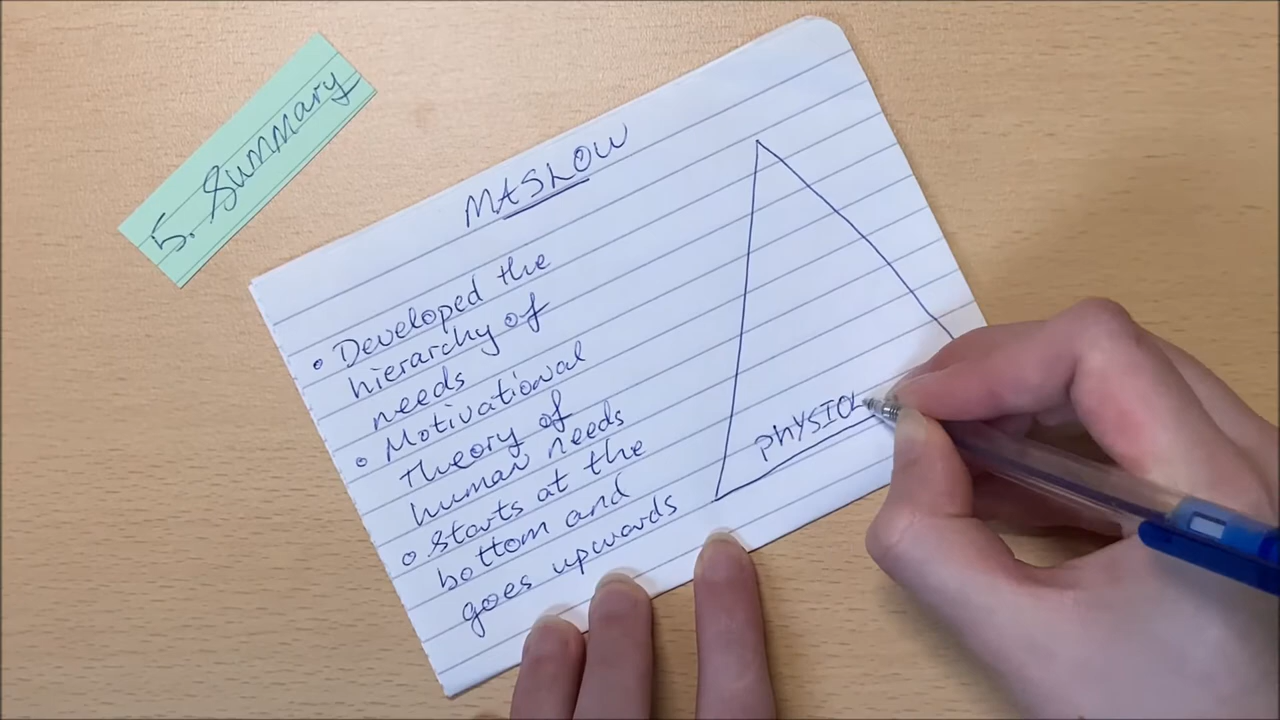 5. Summary
MASLOW
• Developed the
hierarchy of
needs
• Motivational
theory of
human needs
• Starts at the
bottom and
goes upwards
PHYSIOL